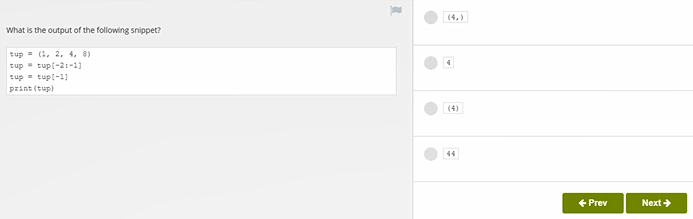 What is the output of the following snippet?
tup = (1, 2, 4, 8)
tup = tup[-2:-1]
tup = tup[-1]
print(tup)
(4,)
4
(4)
44
Prev
Next